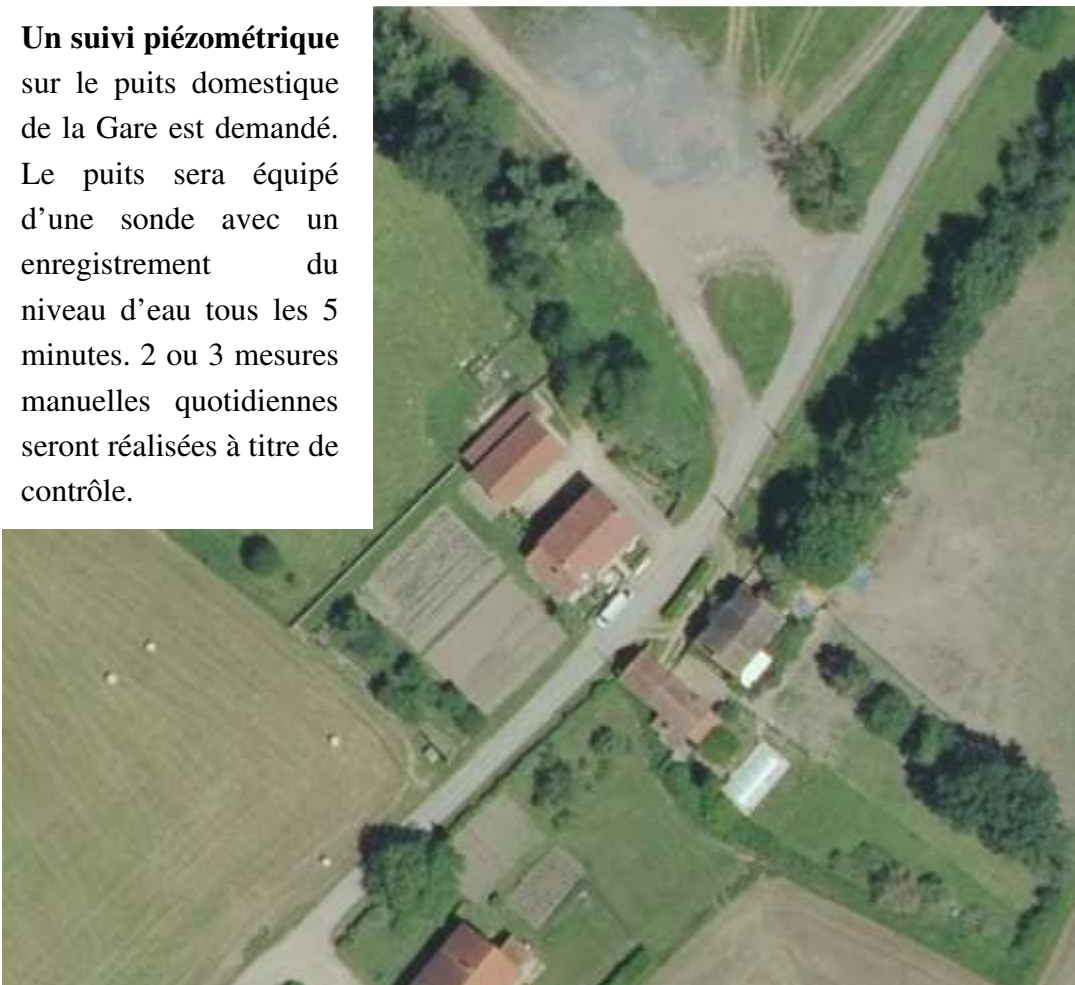 Un suivi piézométrique
sur le puits domestique
de la Gare est demandé.
Le puits sera équipé
d'une sonde avec un
enregistrement du
niveau d'eau tous les 5
minutes. 2 ou 3 mesures
manuelles quotidiennes
seront réalisées à titre de
contrôle.